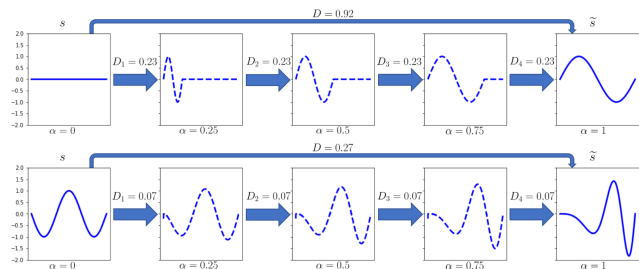 D = 0.92
s
s̃
2.0
1.5
1.0
0.5
0.0
−0.5
−1.0
−1.5
−2.0
D₁ = 0.23
D₂ = 0.23
D₃ = 0.23
D₄ = 0.23
α = 0
α = 0.25
α = 0.5
α = 0.75
α = 1
D = 0.27
s
s̃
2.0
1.5
1.0
0.5
0.0
−0.5
−1.0
−1.5
−2.0
D₁ = 0.07
D₂ = 0.07
D₃ = 0.07
D₄ = 0.07
α = 0
α = 0.25
α = 0.5
α = 0.75
α = 1